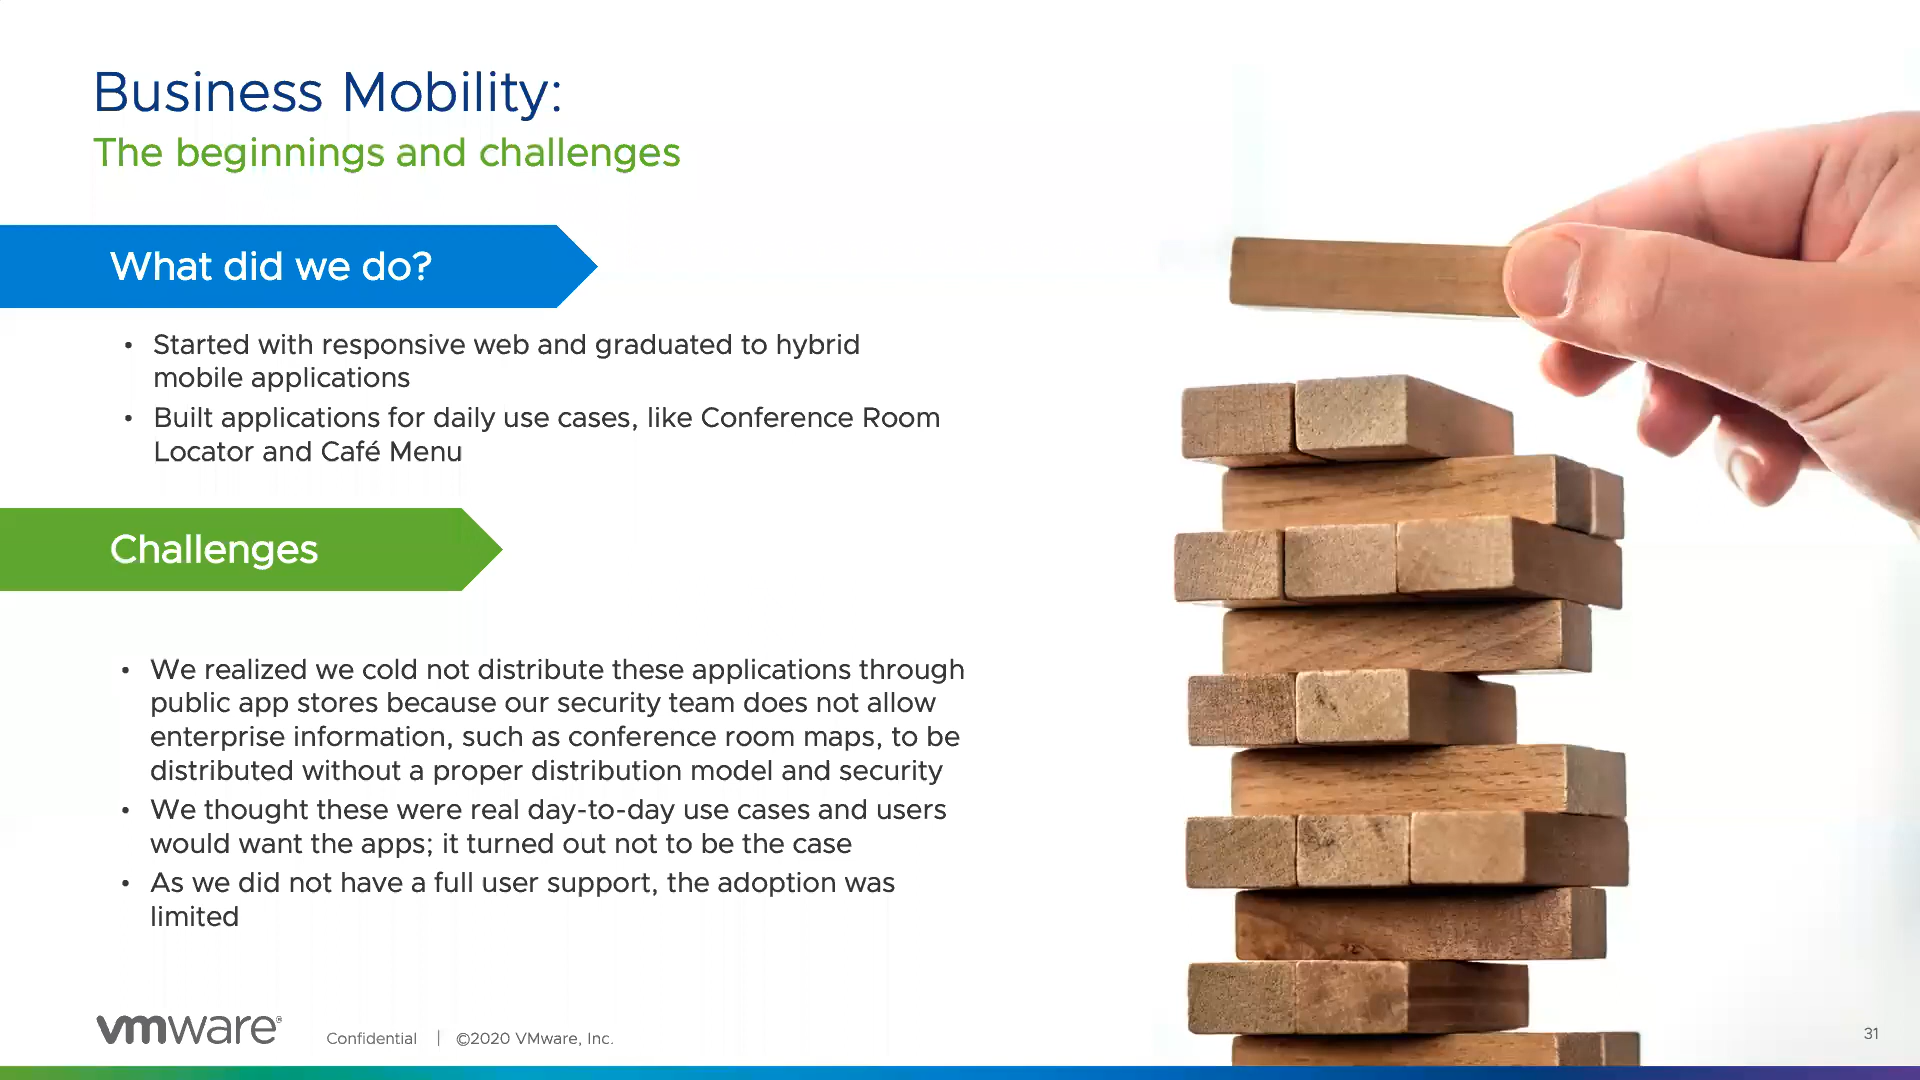 Business Mobility:
The beginnings and challenges
What did we do?
• Started with responsive web and graduated to hybrid
mobile applications
• Built applications for daily use cases, like Conference Room
Locator and Café Menu
Challenges
• We realized we cold not distribute these applications through
public app stores because our security team does not allow
enterprise information, such as conference room maps, to be
distributed without a proper distribution model and security
• We thought these were real day-to-day use cases and users
would want the apps; it turned out not to be the case
• As we did not have a full user support, the adoption was
limited
vmware®
Confidential | ©2020 VMware, Inc.
31